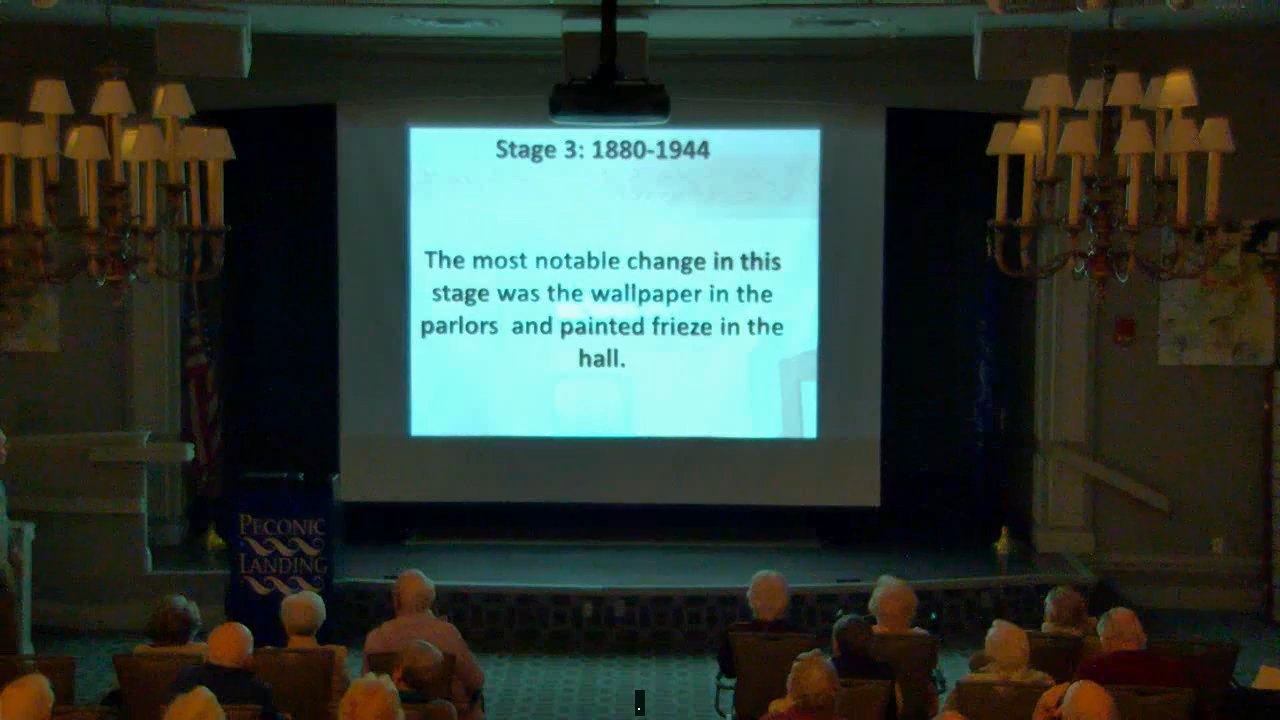 Stage 3: 1880-1944
The most notable change in this
stage was the wallpaper in the
parlors and painted frieze in the
hall.
PECONIC
LANDING
.